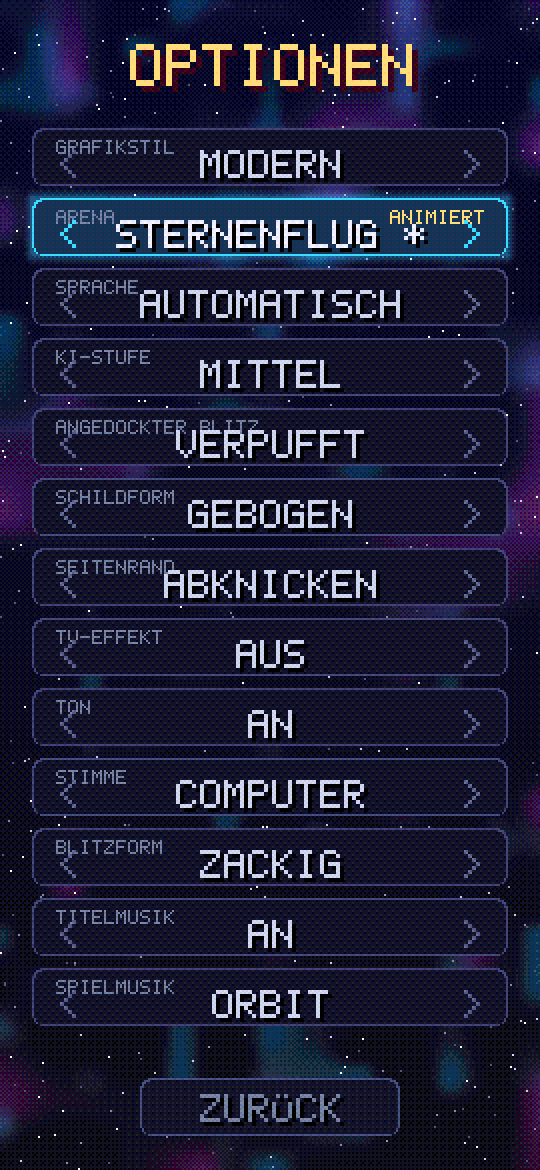 OPTIONEN
GRAFIKSTIL
< MODERN >
ARENA
ANIMIERT
< STERNENFLUG * >
SPRACHE
< AUTOMATISCH >
KI-STUFE
< MITTEL >
ANGEDOCKTER BLITZ
< VERPUFFT >
SCHILDFORM
< GEBOGEN >
SEITENRAND
< ABKNICKEN >
TV-EFFEKT
< AUS >
TON
< AN >
STIMME
< COMPUTER >
BLITZFORM
< ZACKIG >
TITELMUSIK
< AN >
SPIELMUSIK
< ORBIT >
ZURüCK